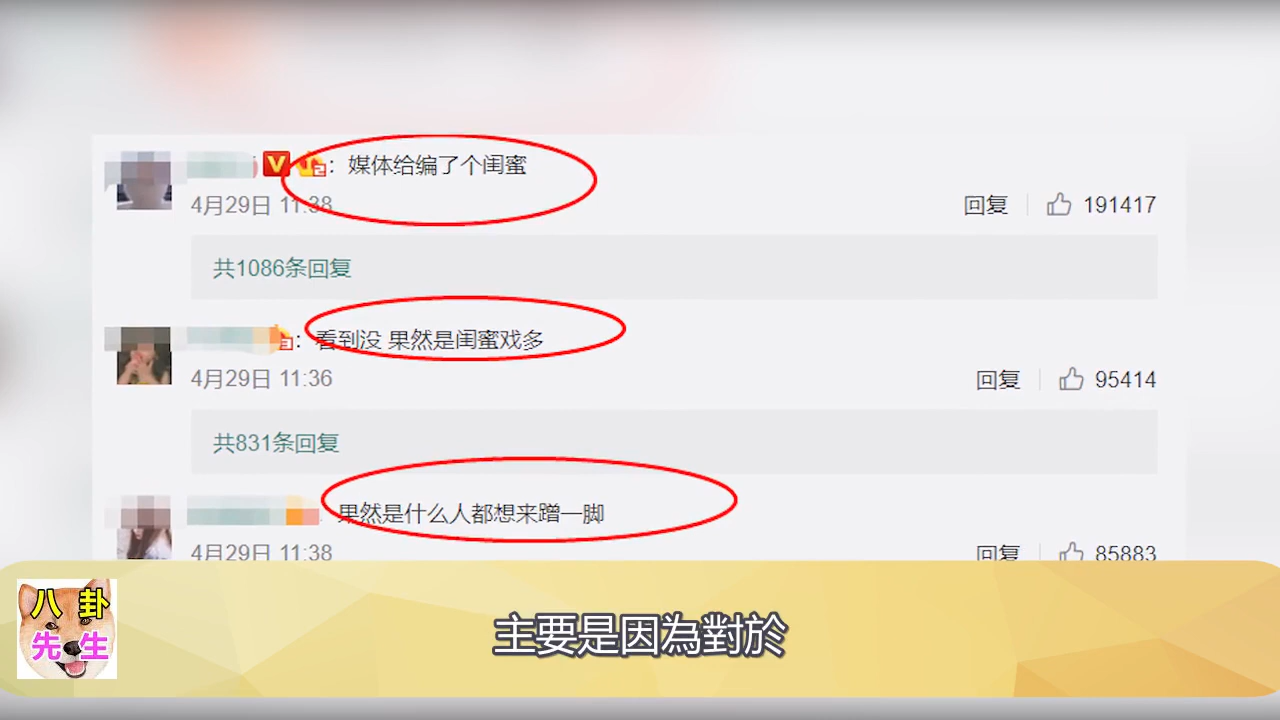 V
: 媒体给编了个闺蜜
4月29日 11:38
回复
191417
共1086条回复
: 看到没 果然是闺蜜戏多
4月29日 11:36
回复
95414
共831条回复
果然是什么人都想来蹭一脚
4月29日 11:38
回复
85883
八卦
先生
主要是因為對於